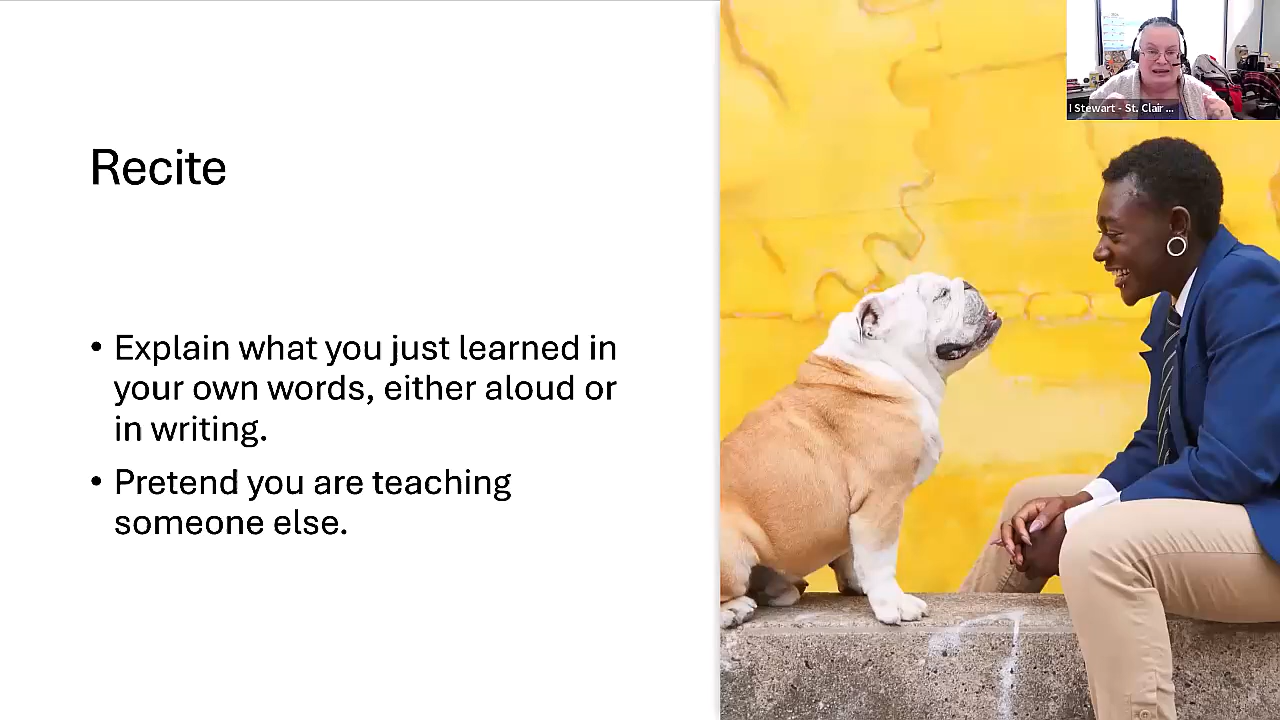 I Stewart - St. Clair ...
Recite
• Explain what you just learned in
your own words, either aloud or
in writing.
• Pretend you are teaching
someone else.